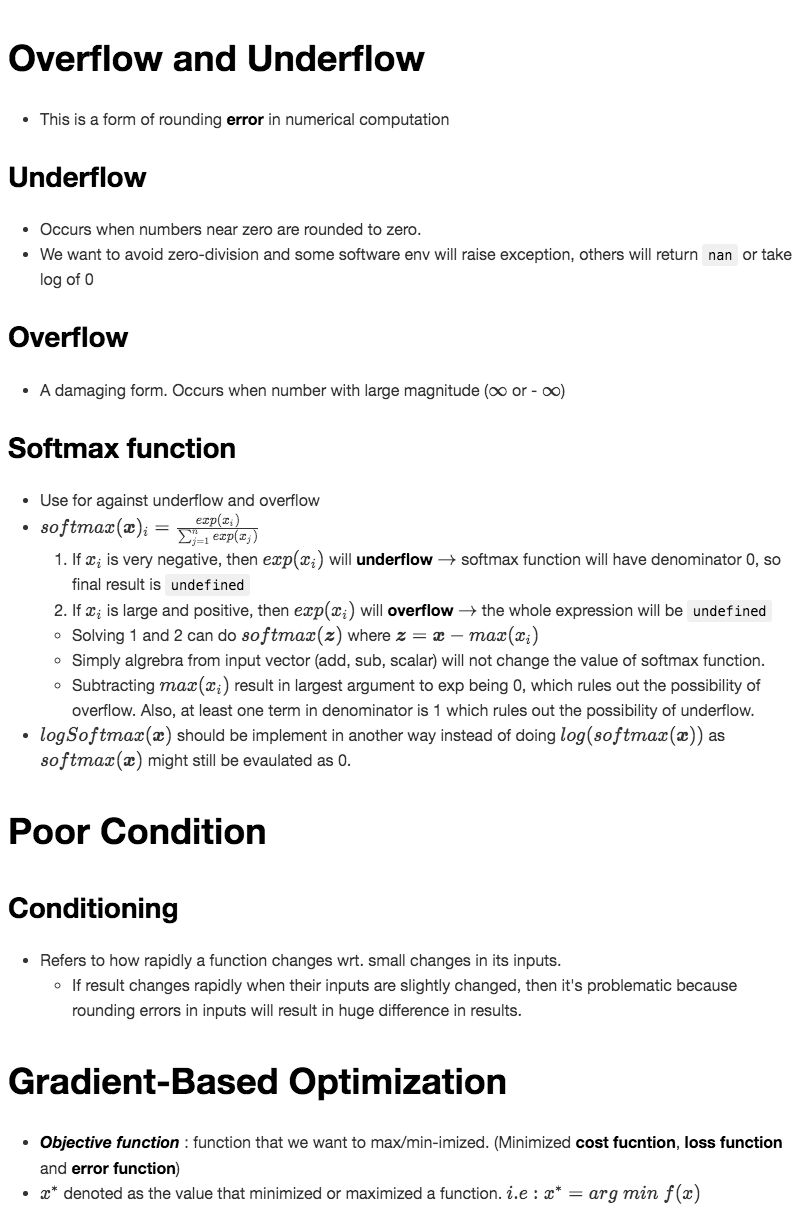 Overflow and Underflow
• This is a form of rounding error in numerical computation
Underflow
• Occurs when numbers near zero are rounded to zero.
• We want to avoid zero-division and some software env will raise exception, others will return nan or take
log of 0
Overflow
• A damaging form. Occurs when number with large magnitude (∞ or - ∞)
Softmax function
• Use for against underflow and overflow
• softmax(x)_i = exp(x_i) / ∑_{j=1}^{n} exp(x_j)
1. If x_i is very negative, then exp(x_i) will underflow → softmax function will have denominator 0, so
final result is undefined
2. If x_i is large and positive, then exp(x_i) will overflow → the whole expression will be undefined
◦ Solving 1 and 2 can do softmax(z) where z = x − max(x_i)
◦ Simply algrebra from input vector (add, sub, scalar) will not change the value of softmax function.
◦ Subtracting max(x_i) result in largest argument to exp being 0, which rules out the possibility of
overflow. Also, at least one term in denominator is 1 which rules out the possibility of underflow.
• logSoftmax(x) should be implement in another way instead of doing log(softmax(x)) as
softmax(x) might still be evaulated as 0.
Poor Condition
Conditioning
• Refers to how rapidly a function changes wrt. small changes in its inputs.
◦ If result changes rapidly when their inputs are slightly changed, then it's problematic because
rounding errors in inputs will result in huge difference in results.
Gradient-Based Optimization
• Objective function : function that we want to max/min-imized. (Minimized cost fucntion, loss function
and error function)
• x* denoted as the value that minimized or maximized a function. i.e : x* = arg min f(x)